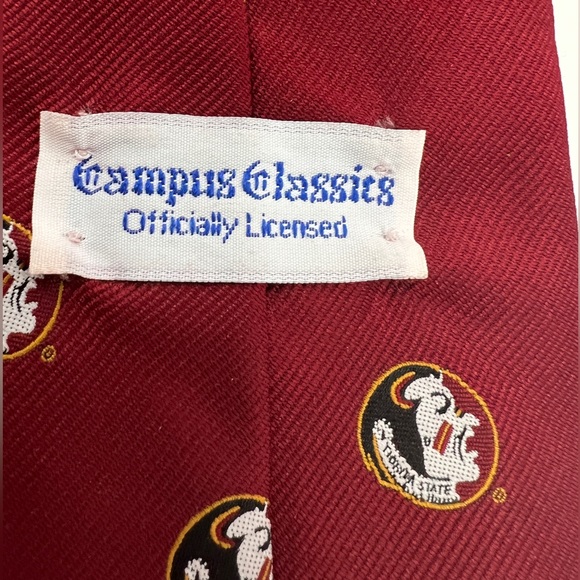 Campus Classics
Officially Licensed
FLORIDA STATE
®